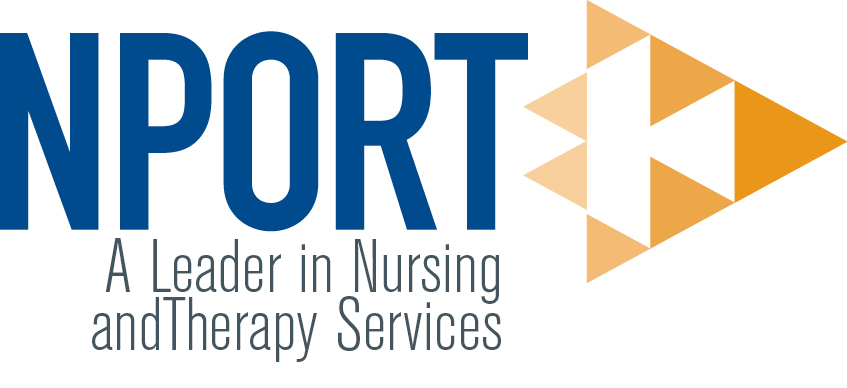 NPORT
A Leader in Nursing
andTherapy Services